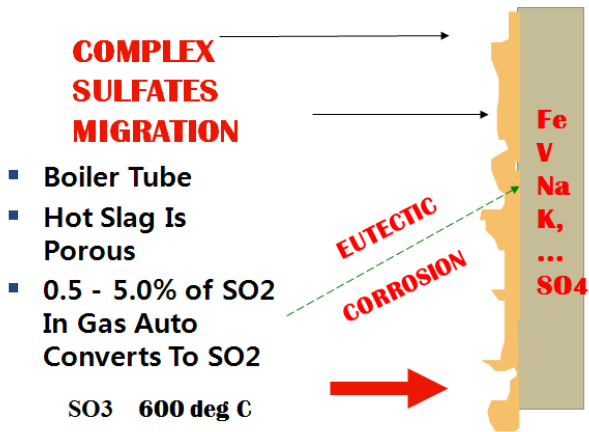 COMPLEX
SULFATES
MIGRATION
Boiler Tube
Hot Slag Is
Porous
0.5 - 5.0% of SO2
In Gas Auto
Converts To SO2
SO3 600 deg C
EUTECTIC
CORROSION
Fe
V
Na
K,
...
SO4